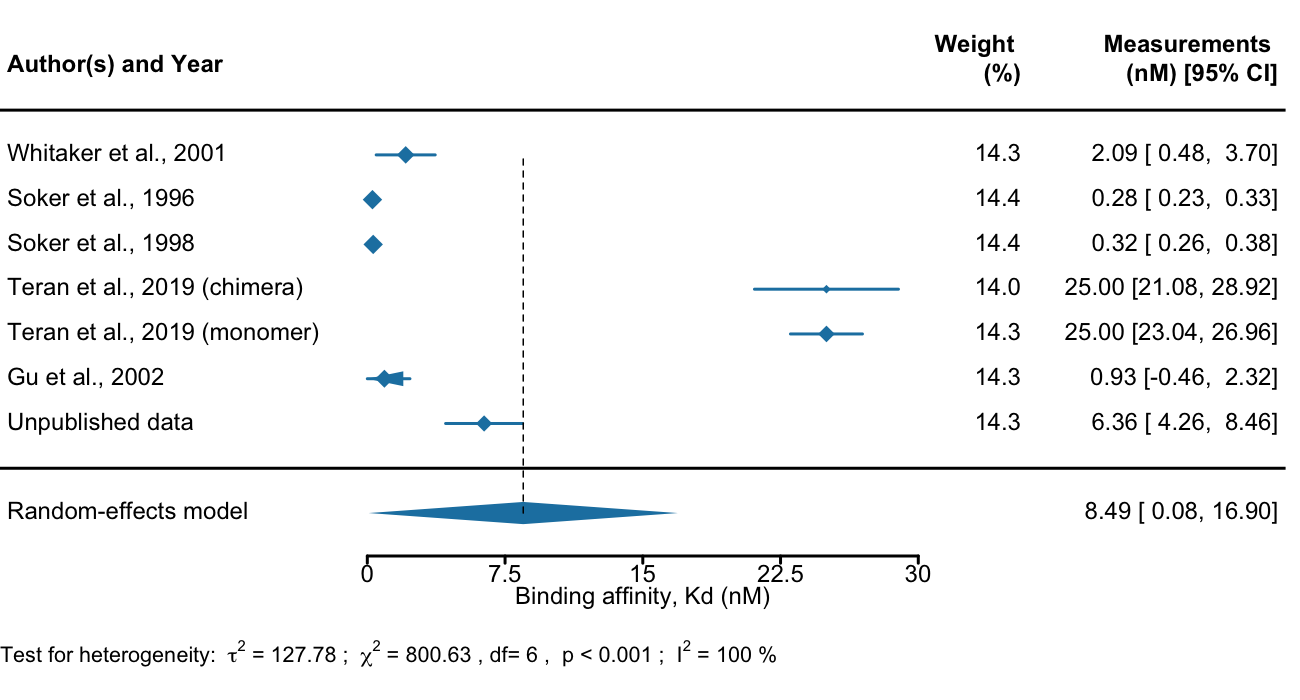 Author(s) and Year Weight (%) Measurements (nM) [95% CI]
Whitaker et al., 2001 14.3 2.09 [ 0.48, 3.70]
Soker et al., 1996 14.4 0.28 [ 0.23, 0.33]
Soker et al., 1998 14.4 0.32 [ 0.26, 0.38]
Teran et al., 2019 (chimera) 14.0 25.00 [21.08, 28.92]
Teran et al., 2019 (monomer) 14.3 25.00 [23.04, 26.96]
Gu et al., 2002 14.3 0.93 [-0.46, 2.32]
Unpublished data 14.3 6.36 [ 4.26, 8.46]
Random-effects model 8.49 [ 0.08, 16.90]
0 7.5 15 22.5 30
Binding affinity, Kd (nM)
Test for heterogeneity: τ² = 127.78 ; χ² = 800.63 , df= 6 , p < 0.001 ; I² = 100 %